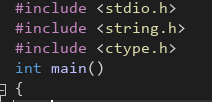 #include <stdio.h>
#include <string.h>
#include <ctype.h>
int main()
{